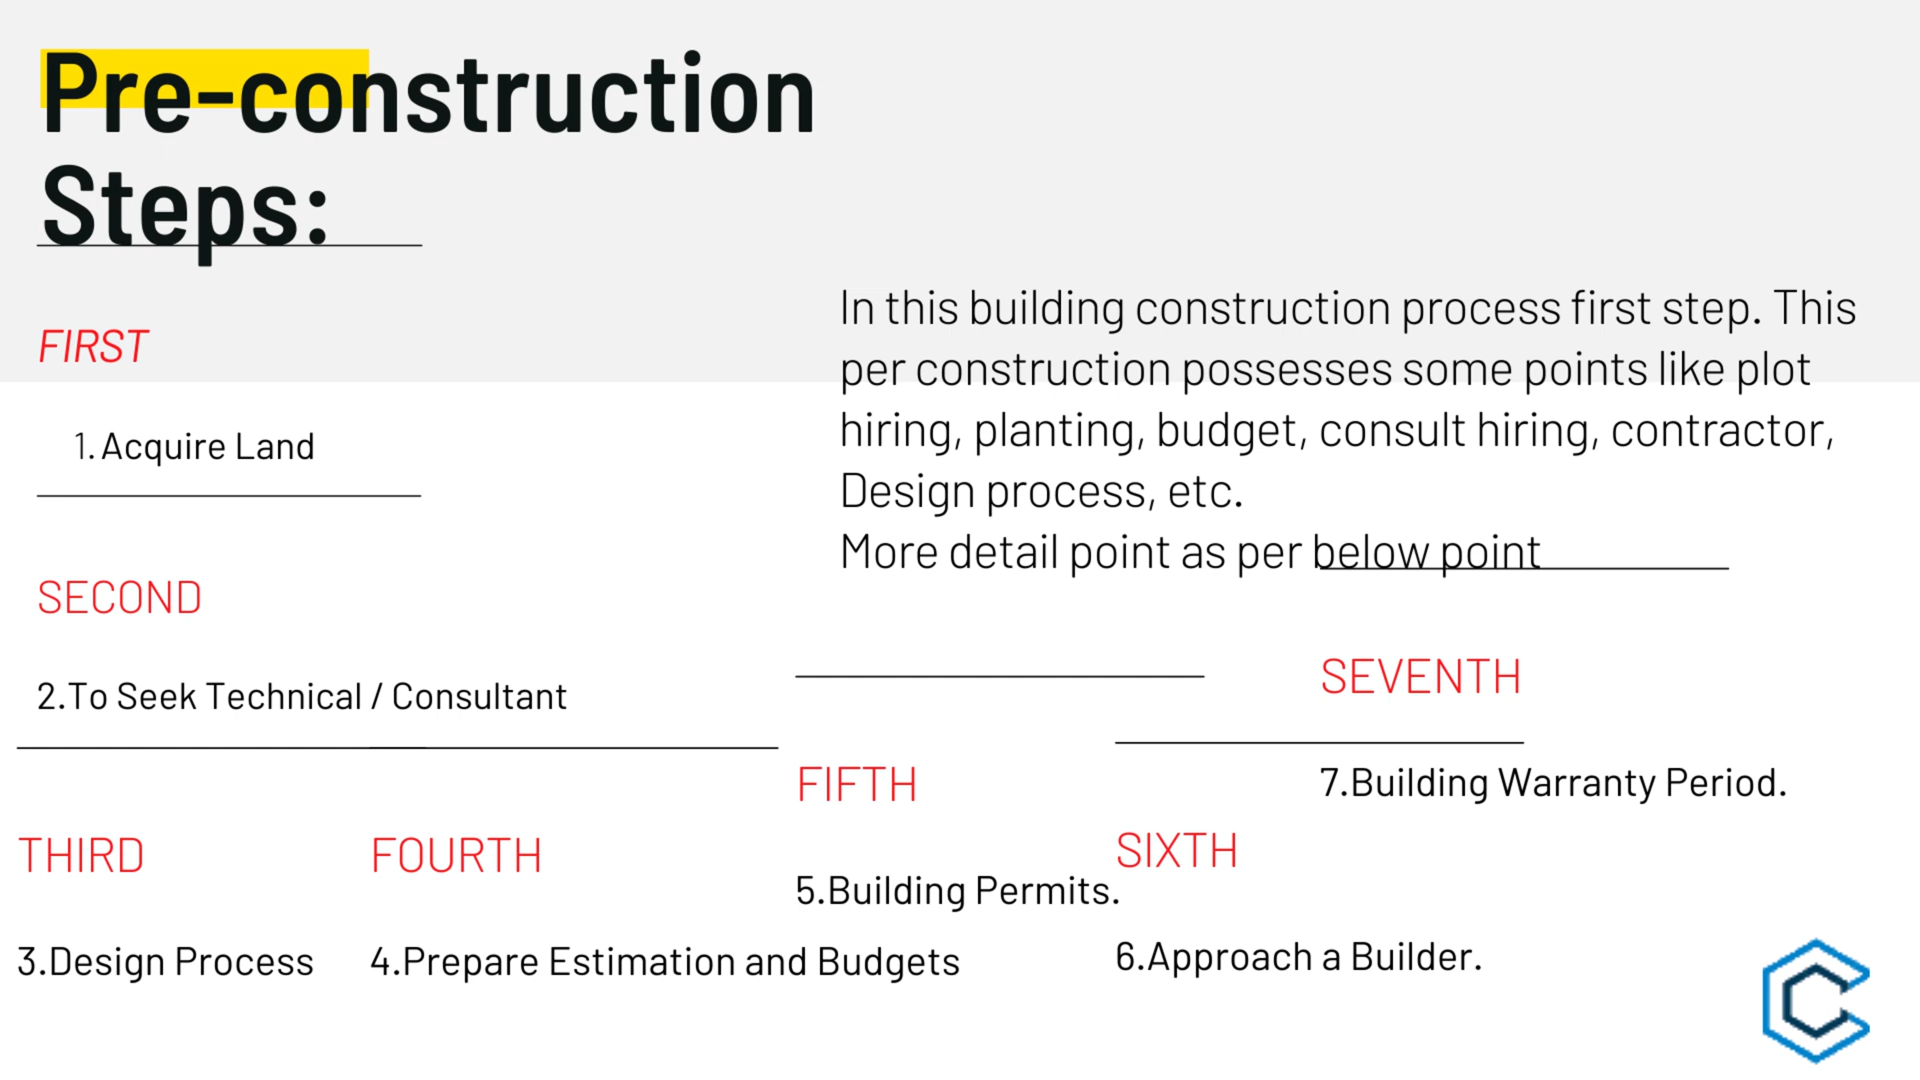 Pre-construction
Steps:
In this building construction process first step. This
per construction possesses some points like plot
hiring, planting, budget, consult hiring, contractor,
Design process, etc.
More detail point as per below point
FIRST
1. Acquire Land
SECOND
2.To Seek Technical / Consultant
THIRD
3.Design Process
FOURTH
4.Prepare Estimation and Budgets
FIFTH
5.Building Permits.
SIXTH
6.Approach a Builder.
SEVENTH
7.Building Warranty Period.